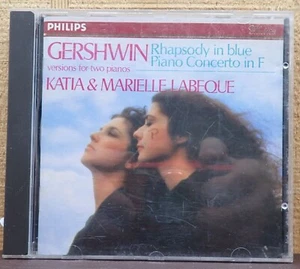 PHILIPS
GERSHWIN Rhapsody in blue
versions for two pianos Piano Concerto in F
KATIA & MARIELLE LABEQUE